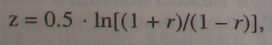 z = 0.5 · ln[(1 + r)/(1 − r)],